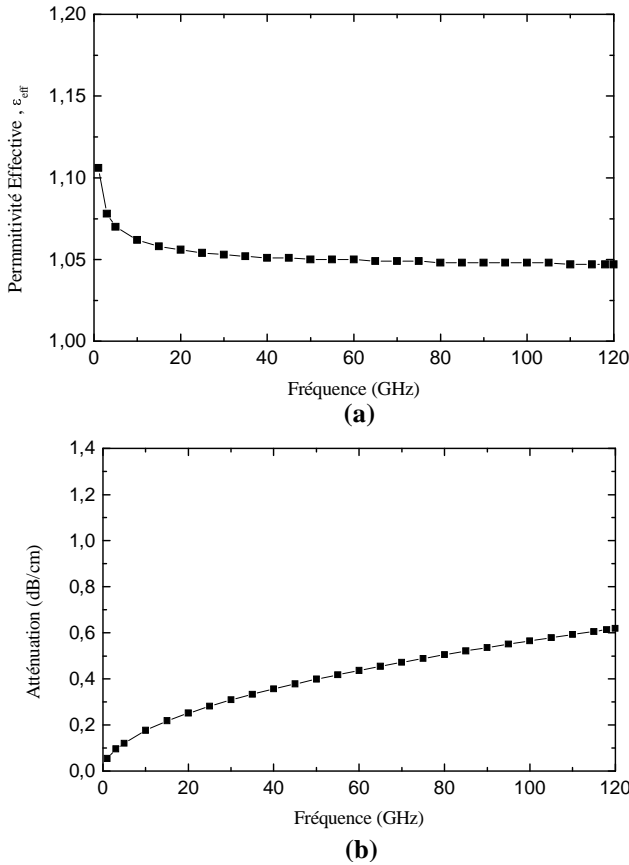 1,20
1,15
1,10
1,05
1,00
Permmitivité Effective , εeff
0 20 40 60 80 100 120
Fréquence (GHz)
(a)
1,4
1,2
1,0
0,8
0,6
0,4
0,2
0,0
Atténuation (dB/cm)
0 20 40 60 80 100 120
Fréquence (GHz)
(b)